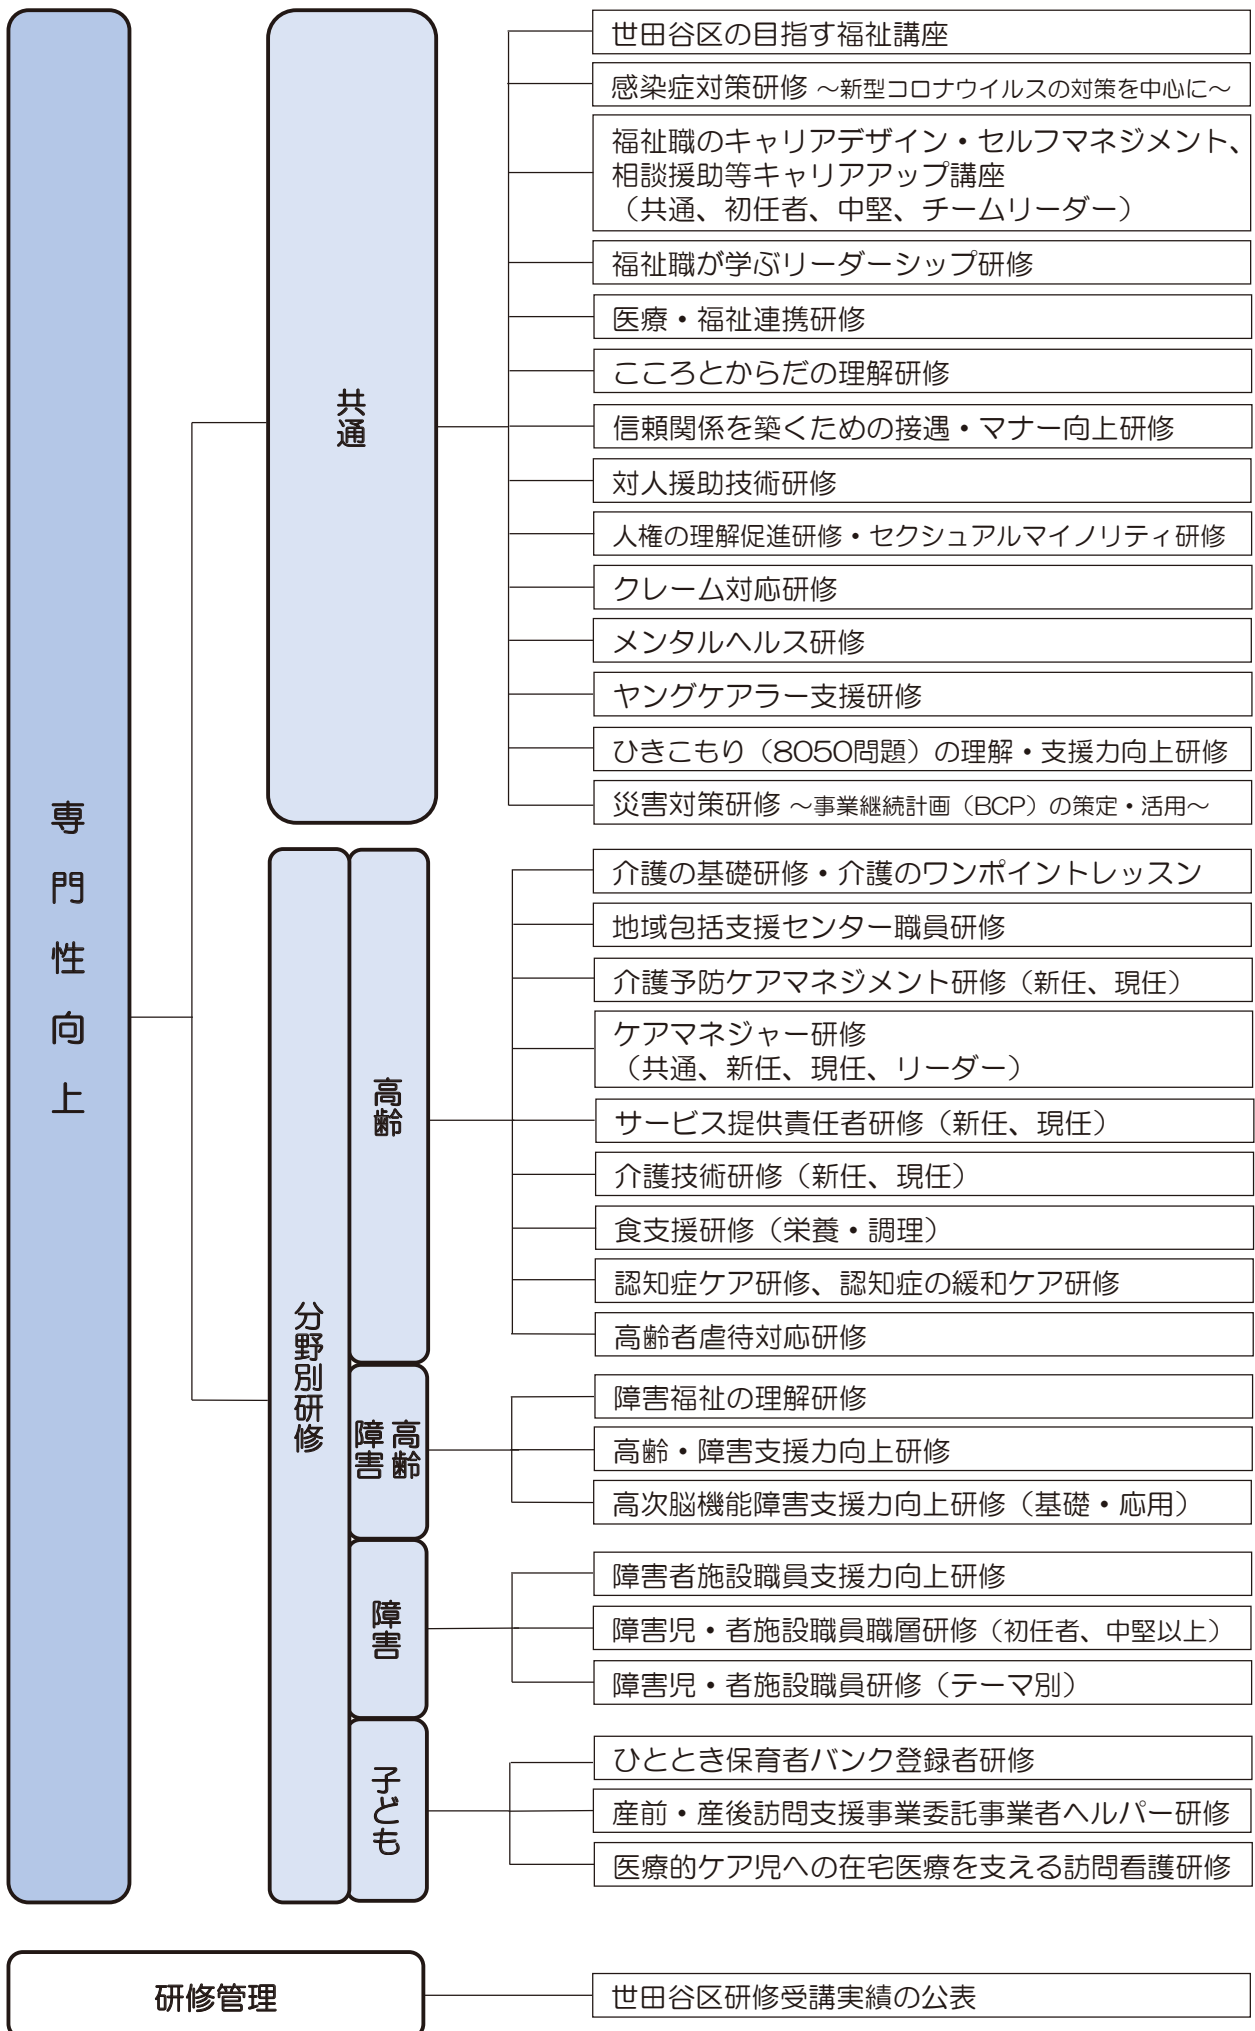 専門性向上
共通
世田谷区の目指す福祉講座
感染症対策研修 ～新型コロナウイルスの対策を中心に～
福祉職のキャリアデザイン・セルフマネジメント、
相談援助等キャリアアップ講座
（共通、初任者、中堅、チームリーダー）
福祉職が学ぶリーダーシップ研修
医療・福祉連携研修
こころとからだの理解研修
信頼関係を築くための接遇・マナー向上研修
対人援助技術研修
人権の理解促進研修・セクシュアルマイノリティ研修
クレーム対応研修
メンタルヘルス研修
ヤングケアラー支援研修
ひきこもり（8050問題）の理解・支援力向上研修
災害対策研修 ～事業継続計画（BCP）の策定・活用～
分野別研修
高齢
介護の基礎研修・介護のワンポイントレッスン
地域包括支援センター職員研修
介護予防ケアマネジメント研修（新任、現任）
ケアマネジャー研修
（共通、新任、現任、リーダー）
サービス提供責任者研修（新任、現任）
介護技術研修（新任、現任）
食支援研修（栄養・調理）
認知症ケア研修、認知症の緩和ケア研修
高齢者虐待対応研修
高齢
障害
障害福祉の理解研修
高齢・障害支援力向上研修
高次脳機能障害支援力向上研修（基礎・応用）
障害
障害者施設職員支援力向上研修
障害児・者施設職員職層研修（初任者、中堅以上）
障害児・者施設職員研修（テーマ別）
子ども
ひととき保育者バンク登録者研修
産前・産後訪問支援事業委託事業者ヘルパー研修
医療的ケア児への在宅医療を支える訪問看護研修
研修管理
世田谷区研修受講実績の公表